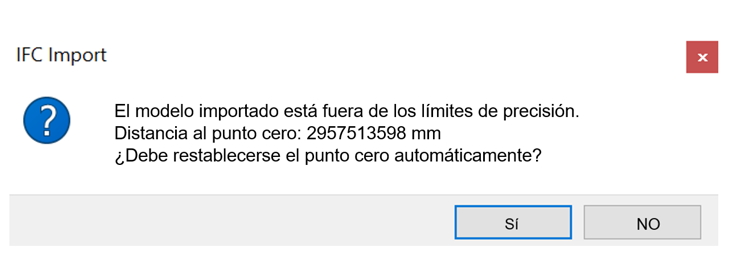 IFC Import
El modelo importado está fuera de los límites de precisión.
Distancia al punto cero: 2957513598 mm
¿Debe restablecerse el punto cero automáticamente?
SÍ
NO